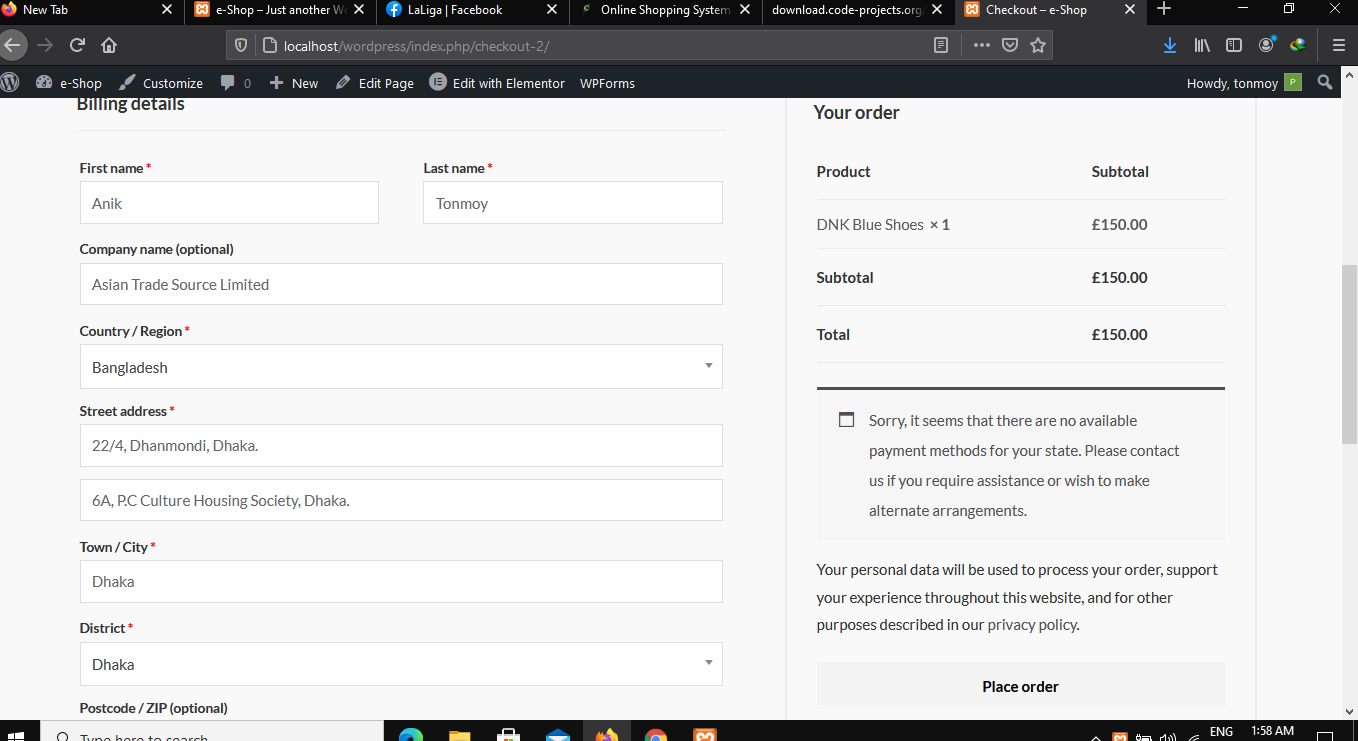 New Tab
e-Shop – Just another Wo
LaLiga | Facebook
Online Shopping System
download.code-projects.org
Checkout – e-Shop
localhost/wordpress/index.php/checkout-2/
e-Shop
Customize
0
New
Edit Page
Edit with Elementor
WPForms
Howdy, tonmoy
P
Billing details
First name *
Last name *
Anik
Tonmoy
Company name (optional)
Asian Trade Source Limited
Country / Region *
Bangladesh
Street address *
22/4, Dhanmondi, Dhaka.
6A, P.C Culture Housing Society, Dhaka.
Town / City *
Dhaka
District *
Dhaka
Postcode / ZIP (optional)
Your order
Product Subtotal
DNK Blue Shoes × 1 £150.00
Subtotal £150.00
Total £150.00
Sorry, it seems that there are no available
payment methods for your state. Please contact
us if you require assistance or wish to make
alternate arrangements.
Your personal data will be used to process your order, support
your experience throughout this website, and for other
purposes described in our privacy policy.
Place order
Type here to search
ENG
1:58 AM